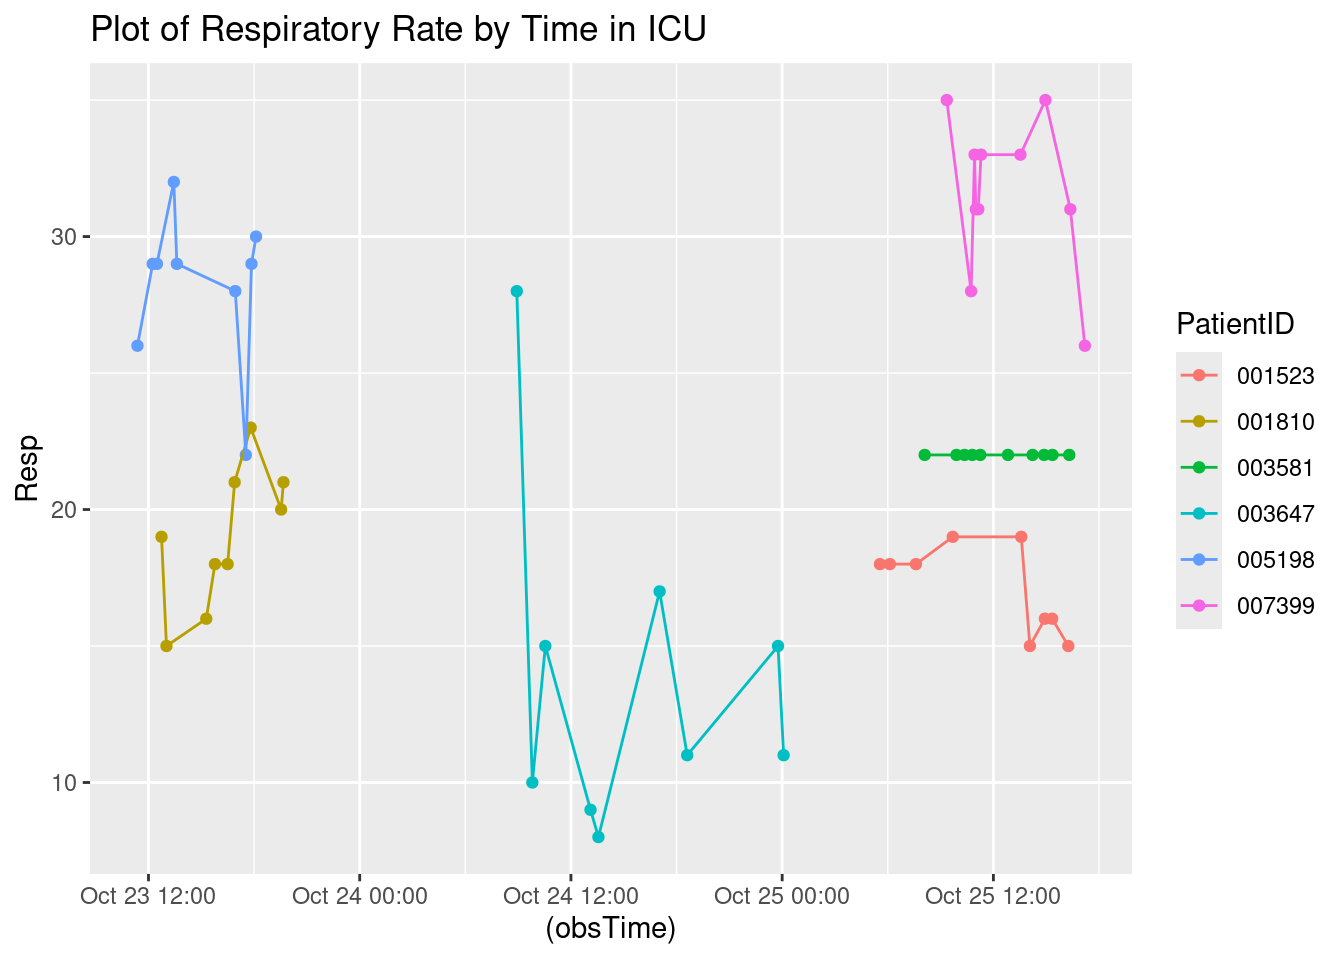 Plot of Respiratory Rate by Time in ICU
Resp
30
20
10
Oct 23 12:00
Oct 24 00:00
Oct 24 12:00
Oct 25 00:00
Oct 25 12:00
(obsTime)
PatientID
001523
001810
003581
003647
005198
007399